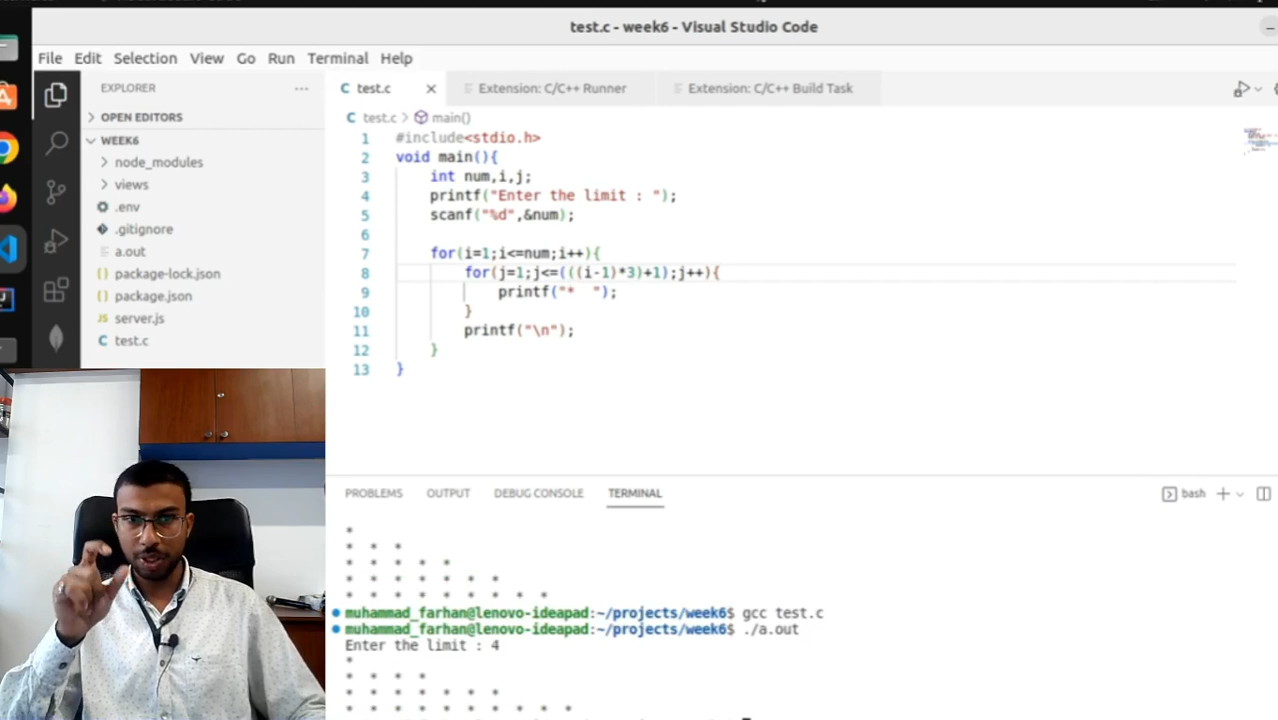 test.c - week6 - Visual Studio Code
File Edit Selection View Go Run Terminal Help
EXPLORER ···
test.c
Extension: C/C++ Runner
Extension: C/C++ Build Task
OPEN EDITORS
WEEK6
node_modules
views
.env
.gitignore
a.out
package-lock.json
package.json
JS server.js
C test.c
C test.c > main()
1 #include<stdio.h>
2 void main(){
3 int num,i,j;
4 printf("Enter the limit : ");
5 scanf("%d",&num);
6
7 for(i=1;i<=num;i++){
8 for(j=1;j<=(((i-1)*3)+1);j++){
9 printf("*  ");
10 }
11 printf("\n");
12 }
13 }
PROBLEMS OUTPUT DEBUG CONSOLE TERMINAL
bash
*
* * *
* * * * *
* * * * * * *
* * * * * * * * *
muhammad_farhan@lenovo-ideapad:~/projects/week6$ gcc test.c
muhammad_farhan@lenovo-ideapad:~/projects/week6$ ./a.out
Enter the limit : 4
*
* * * *
* * * * * * *
* * * * * * * * * *